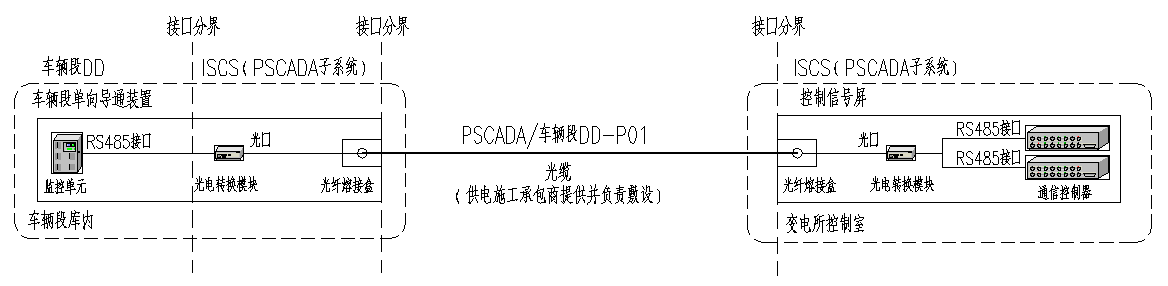 接口分界
接口分界
接口分界
车辆段DD
ISCS(PSCADA子系统)
ISCS(PSCADA子系统)
车辆段单向导通装置
控制信号屏
RS485接口
光口
PSCADA/车辆段DD-P01
光口
RS485接口
RS485接口
监控单元
光电转换模块
光纤熔接盒
光缆
(供电施工承包商提供并负责敷设)
光纤熔接盒
光电转换模块
通信控制器
车辆段库内
变电所控制室